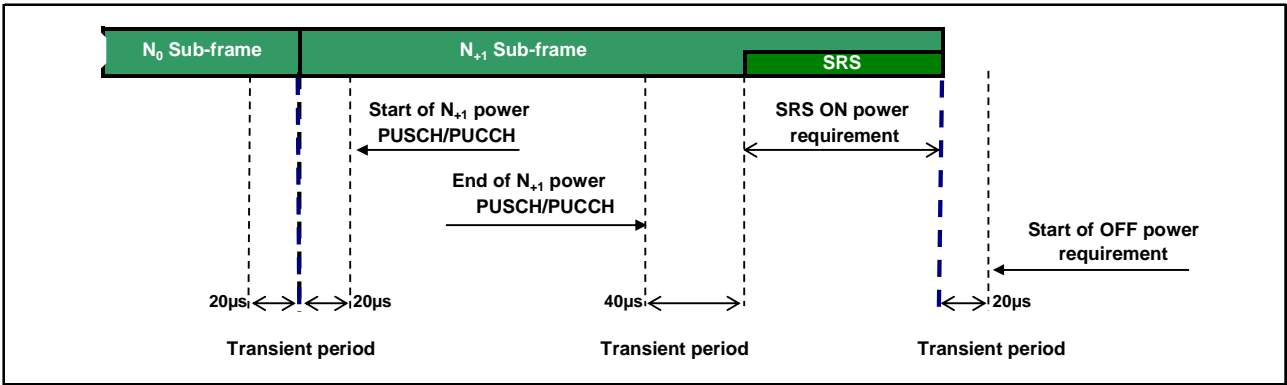 N₀ Sub-frame
N₊₁ Sub-frame
SRS
Start of N₊₁ power
PUSCH/PUCCH
SRS ON power
requirement
End of N₊₁ power
PUSCH/PUCCH
Start of OFF power
requirement
20µs
20µs
40µs
20µs
Transient period
Transient period
Transient period